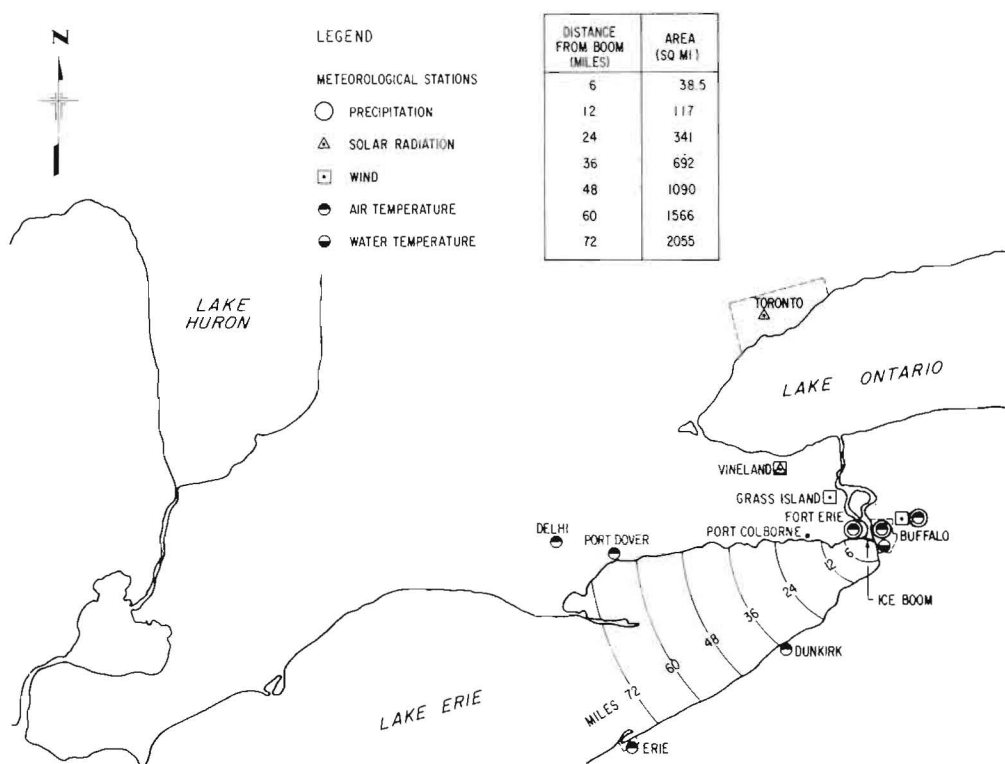 N
LEGEND
METEOROLOGICAL STATIONS
PRECIPITATION
SOLAR RADIATION
WIND
AIR TEMPERATURE
WATER TEMPERATURE
DISTANCE
FROM BOOM
(MILES)
AREA
(SQ MI)
6 38.5
12 117
24 341
36 692
48 1090
60 1566
72 2055
LAKE
HURON
TORONTO
LAKE ONTARIO
VINELAND
GRASS ISLAND
FORT ERIE
BUFFALO
PORT COLBORNE
DELHI
PORT DOVER
6
12
24
36
48
60
MILES 72
ICE BOOM
DUNKIRK
LAKE ERIE
ERIE